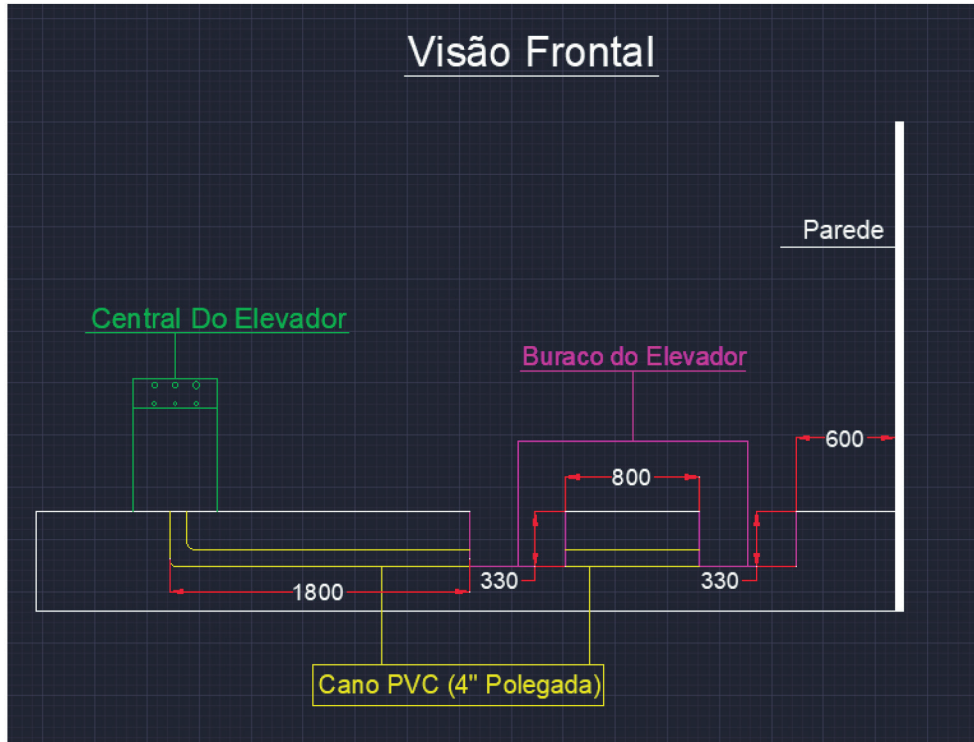 Visão Frontal
Parede
Central Do Elevador
Buraco do Elevador
600
800
330
330
1800
Cano PVC (4" Polegada)